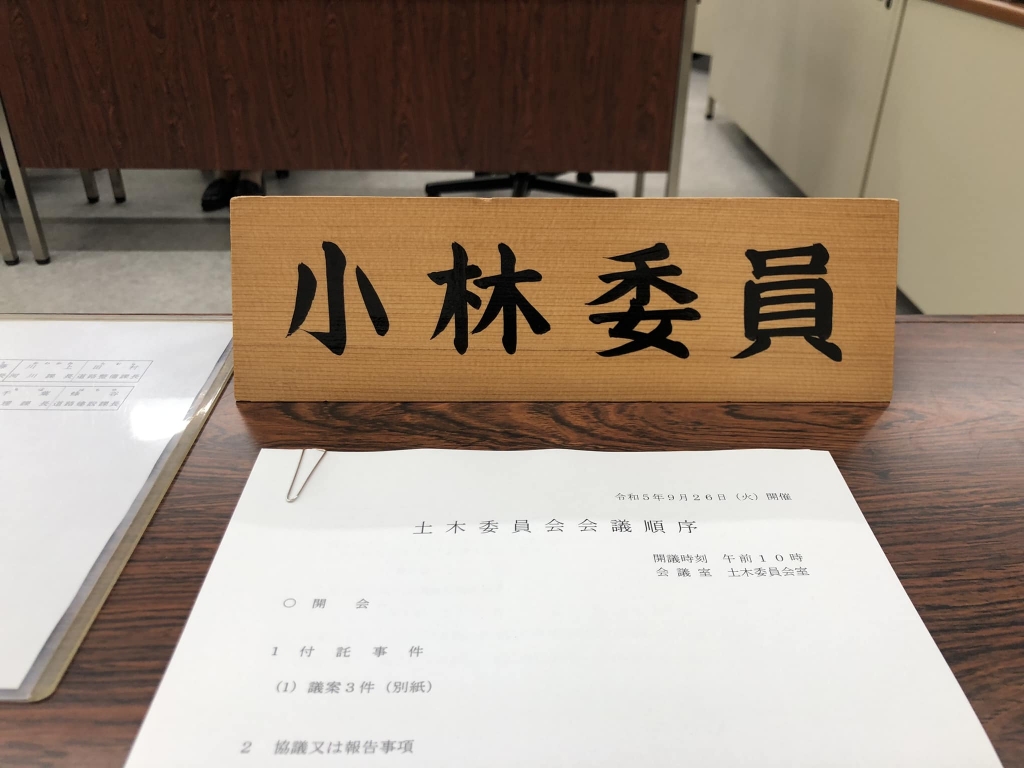 小林委員
令和5年9月26日（火）開催
土木委員会会議順序
開議時刻　午前１０時
会議室　土木委員会室
○　開　会
1　付託事件
(1) 議案3件（別紙）
2　協議又は報告事項